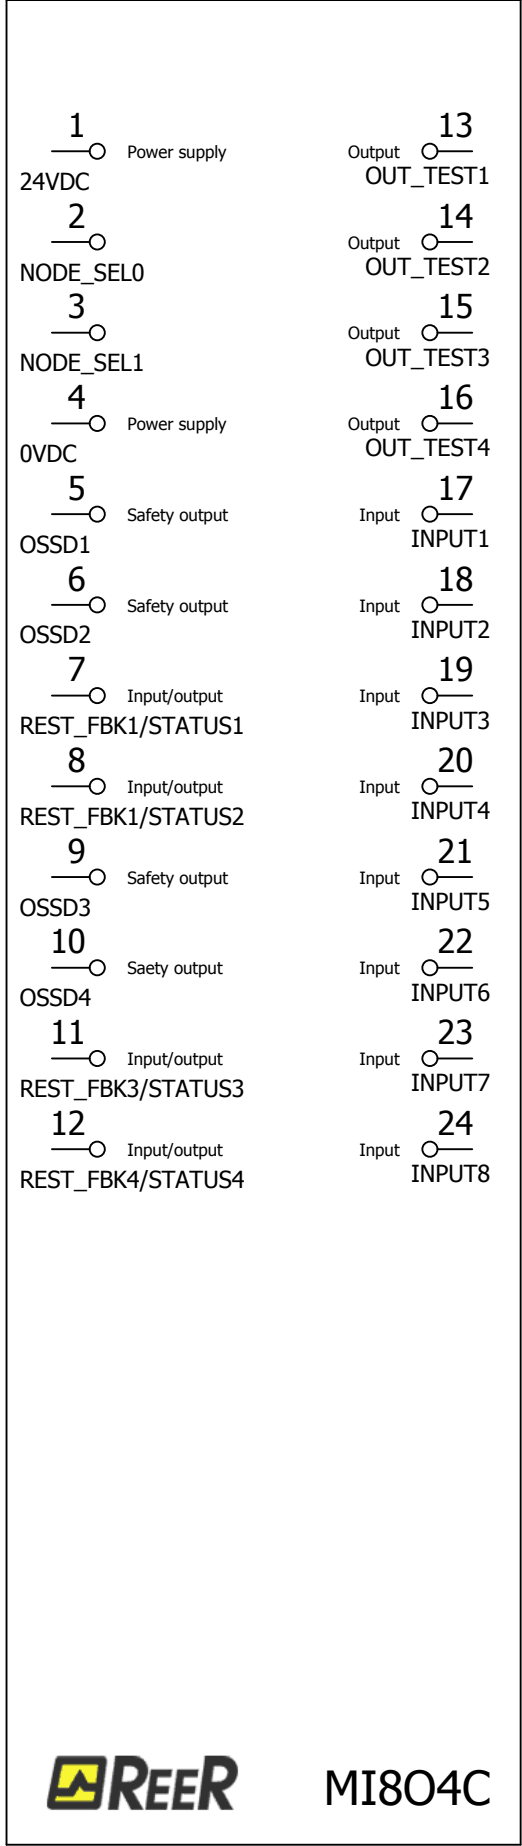 1
Power supply
24VDC
2
NODE_SEL0
3
NODE_SEL1
4
Power supply
0VDC
5
Safety output
OSSD1
6
Safety output
OSSD2
7
Input/output
REST_FBK1/STATUS1
8
Input/output
REST_FBK1/STATUS2
9
Safety output
OSSD3
10
Saety output
OSSD4
11
Input/output
REST_FBK3/STATUS3
12
Input/output
REST_FBK4/STATUS4
13
Output
OUT_TEST1
14
Output
OUT_TEST2
15
Output
OUT_TEST3
16
Output
OUT_TEST4
17
Input
INPUT1
18
Input
INPUT2
19
Input
INPUT3
20
Input
INPUT4
21
Input
INPUT5
22
Input
INPUT6
23
Input
INPUT7
24
Input
INPUT8
REER
MI8O4C